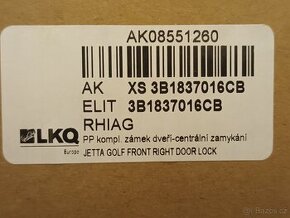 AK08551260
AK XS 3B1837016CB
ELIT 3B1837016CB
RHIAG
LKQ
Europe
PP kompl. zámek dveří-centrální zamykání
JETTA GOLF FRONT RIGHT DOOR LOCK